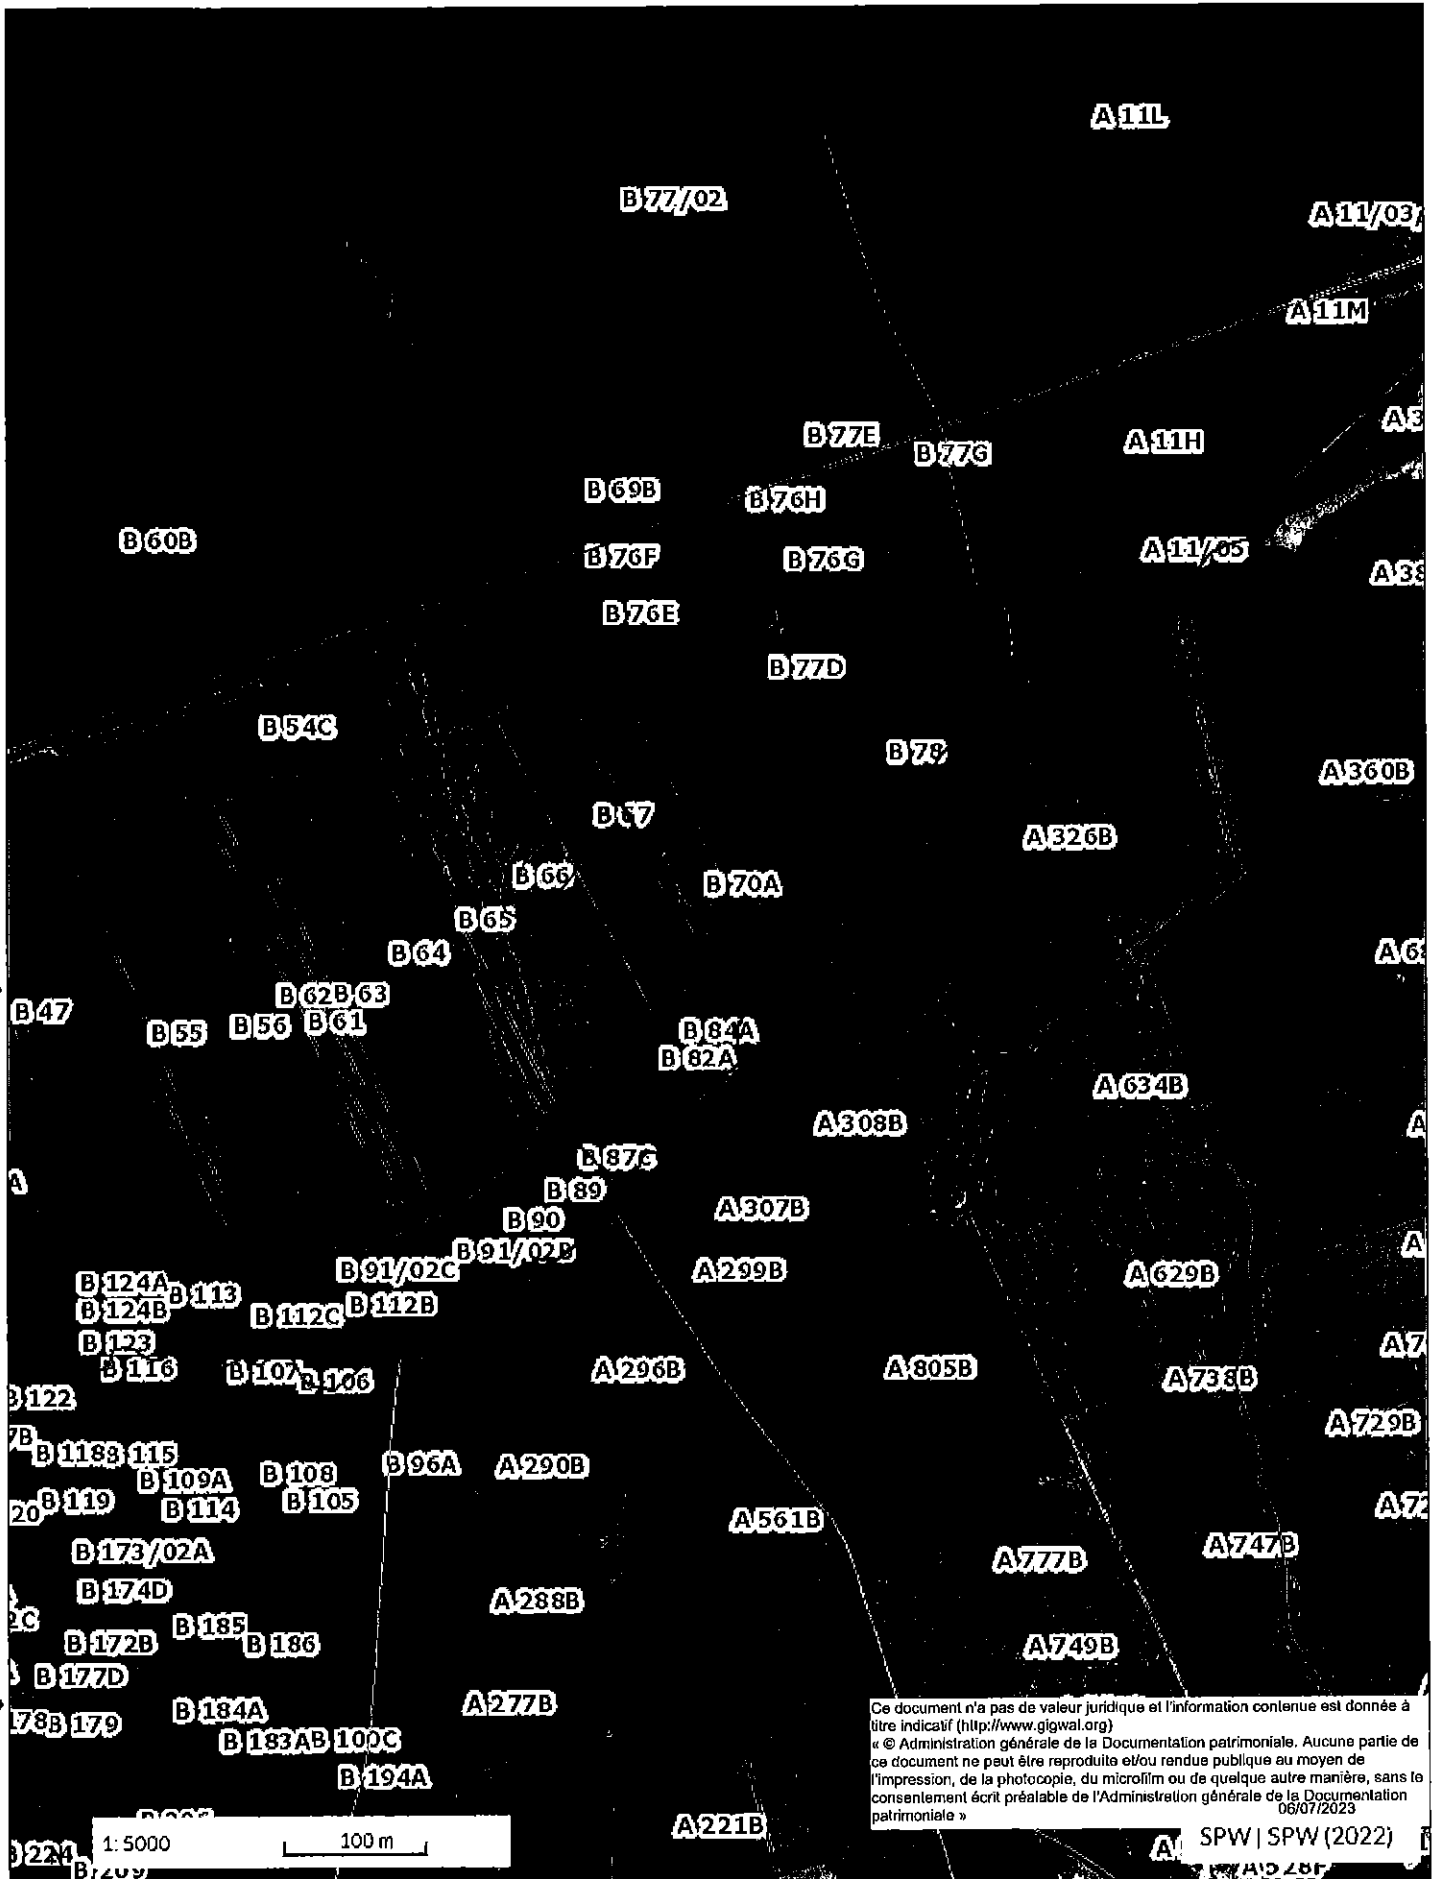 A 11L
B 77/02
A 11/03
A 11M
B 77E
B 77G
A 11H
B 69B
B 76H
B 60B
B 76F
B 76G
A 11/05
B 76E
B 77D
B 54C
B 78
A 360B
B 67
A 326B
B 66
B 70A
B 65
B 64
B 62
B 63
B 47
B 55
B 56
B 61
B 84A
B 82A
A 634B
A 308B
B 87C
B 89
A 307B
B 90
B 91/02B
B 91/02C
A 299B
A 629B
B 124A
B 113
B 124B
B 112C
B 112B
B 123
B 116
B 107
B 106
A 296B
A 805B
A 738B
B 122
A 729B
B 118
B 115
B 109A
B 108
B 96A
A 290B
B 119
B 114
B 105
A 561B
B 173/02A
A 777B
A 747B
B 174D
A 288B
B 185
B 172B
B 186
A 749B
B 177D
B 184A
A 277B
B 179
B 183A
B 100C
B 194A
A 221B
Ce document n'a pas de valeur juridique et l'information contenue est donnée à
titre indicatif (http://www.gigwal.org)
« © Administration générale de la Documentation patrimoniale. Aucune partie de
ce document ne peut être reproduite et/ou rendue publique au moyen de
l'impression, de la photocopie, du microfilm ou de quelque autre manière, sans le
consentement écrit préalable de l'Administration générale de la Documentation
patrimoniale »
06/07/2023
1: 5000
100 m
SPW | SPW (2022)